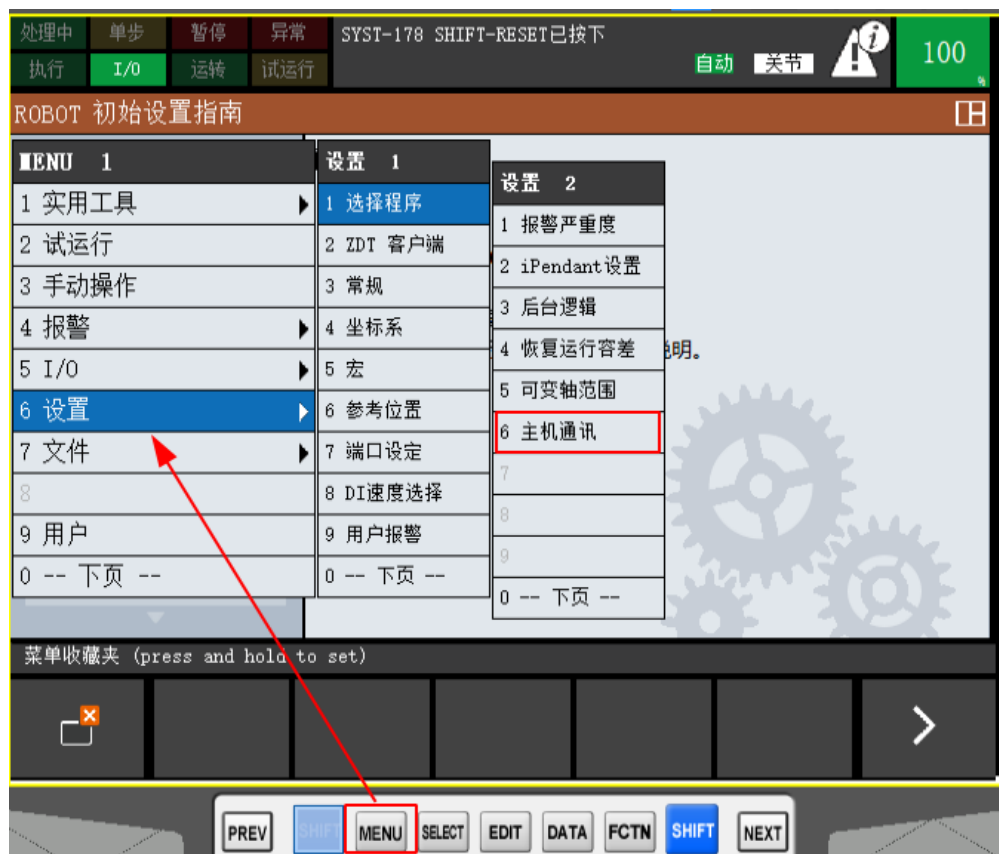 处理中 单步 暂停 异常 SYST-178 SHIFT-RESET已按下
执行 I/O 运转 试运行 自动 关节 100 %
ROBOT 初始设置指南
MENU 1
1 实用工具
2 试运行
3 手动操作
4 报警
5 I/O
6 设置
7 文件
8
9 用户
0 -- 下页 --
设置 1
1 选择程序
2 ZDT 客户端
3 常规
4 坐标系
5 宏
6 参考位置
7 端口设定
8 DI速度选择
9 用户报警
0 -- 下页 --
设置 2
1 报警严重度
2 iPendant设置
3 后台逻辑
4 恢复运行容差
5 可变轴范围
6 主机通讯
7
8
9
0 -- 下页 --
明。
菜单收藏夹 (press and hold to set)
PREV SHIFT MENU SELECT EDIT DATA FCTN SHIFT NEXT